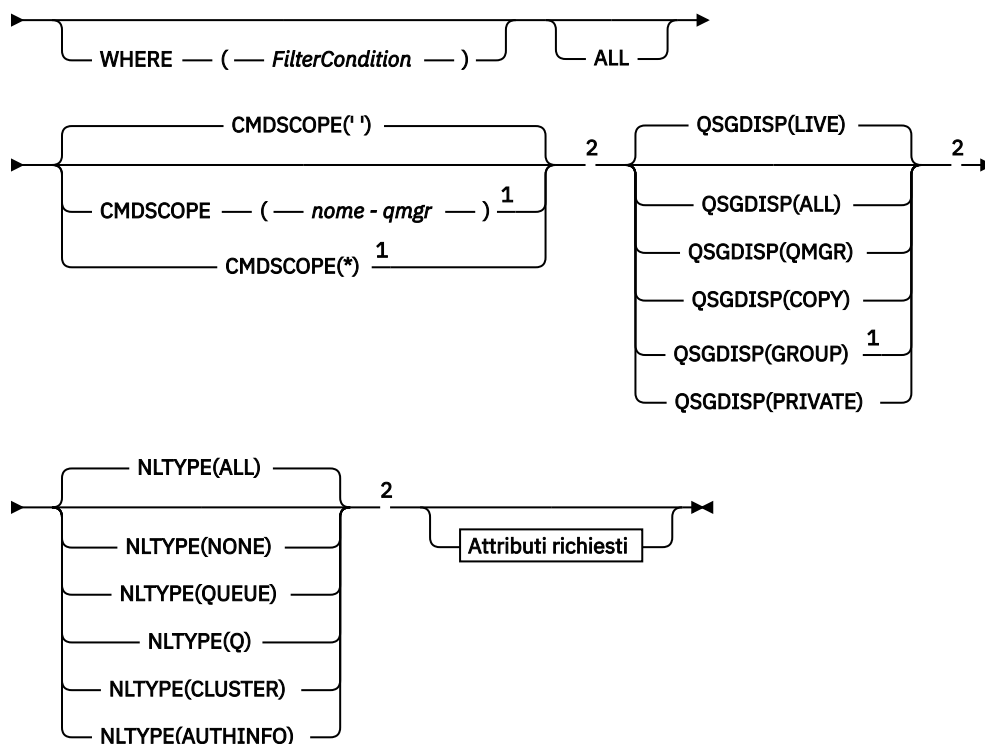 WHERE — ( — FilterCondition — )
ALL
CMDSCOPE(' ')
CMDSCOPE — ( — nome - qmgr — ) 1
CMDSCOPE(*) 1
2
QSGDISP(LIVE)
QSGDISP(ALL)
QSGDISP(QMGR)
QSGDISP(COPY)
QSGDISP(GROUP) 1
QSGDISP(PRIVATE)
2
NLTYPE(ALL)
NLTYPE(NONE)
NLTYPE(QUEUE)
NLTYPE(Q)
NLTYPE(CLUSTER)
NLTYPE(AUTHINFO)
2
Attributi richiesti